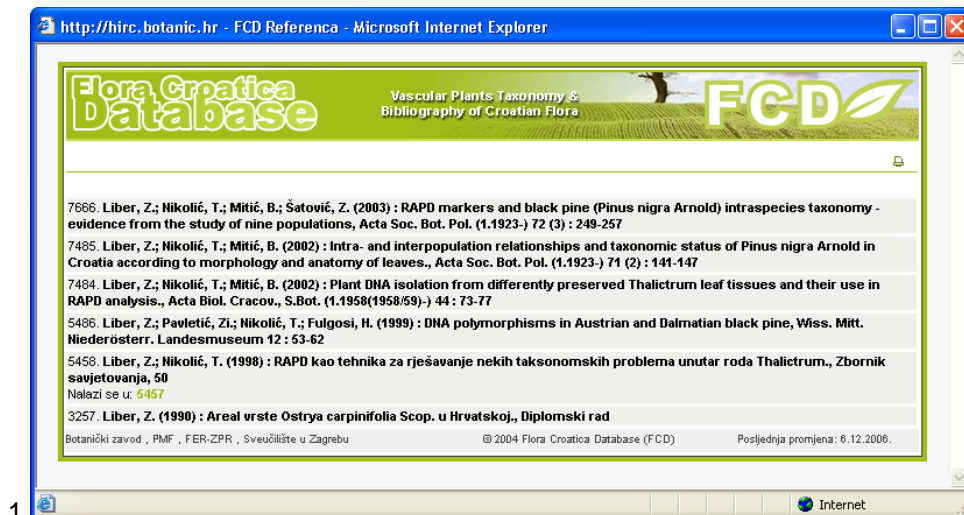 http://hirc.botanic.hr - FCD Referenca - Microsoft Internet Explorer
Flora Croatica
Database
Vascular Plants Taxonomy &
Bibliography of Croatian Flora
FCD
7666. Liber, Z.; Nikolić, T.; Mitić, B.; Šatović, Z. (2003) : RAPD markers and black pine (Pinus nigra Arnold) intraspecies taxonomy -
evidence from the study of nine populations, Acta Soc. Bot. Pol. (1.1923-) 72 (3) : 249-257
7485. Liber, Z.; Nikolić, T.; Mitić, B. (2002) : Intra- and interpopulation relationships and taxonomic status of Pinus nigra Arnold in
Croatia according to morphology and anatomy of leaves., Acta Soc. Bot. Pol. (1.1923-) 71 (2) : 141-147
7484. Liber, Z.; Nikolić, T.; Mitić, B. (2002) : Plant DNA isolation from differently preserved Thalictrum leaf tissues and their use in
RAPD analysis., Acta Biol. Cracov., S.Bot. (1.1958(1958/59)-) 44 : 73-77
5486. Liber, Z.; Pavletić, Zi.; Nikolić, T.; Fulgosi, H. (1999) : DNA polymorphisms in Austrian and Dalmatian black pine, Wiss. Mitt.
Niederösterr. Landesmuseum 12 : 53-62
5458. Liber, Z.; Nikolić, T. (1998) : RAPD kao tehnika za rješavanje nekih taksonomskih problema unutar roda Thalictrum., Zbornik
savjetovanja, 50
Nalazi se u: 5457
3257. Liber, Z. (1990) : Areal vrste Ostrya carpinifolia Scop. u Hrvatskoj., Diplomski rad
Botanički zavod , PMF , FER-ZPR , Sveučilište u Zagrebu @ 2004 Flora Croatica Database (FCD) Posljednja promjena: 6.12.2006.
1 Internet